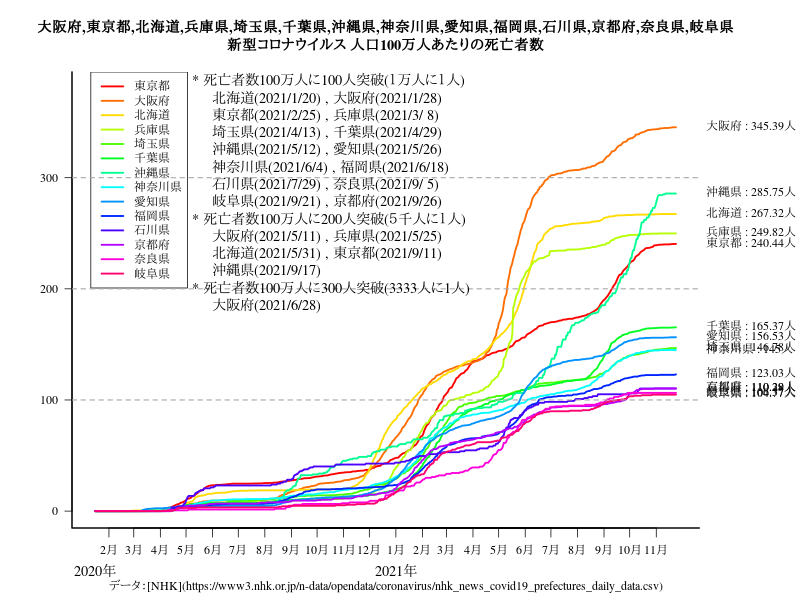 大阪府,東京都,北海道,兵庫県,埼玉県,千葉県,沖縄県,神奈川県,愛知県,福岡県,石川県,京都府,奈良県,岐阜県
新型コロナウイルス 人口100万人あたりの死亡者数
東京都
大阪府
北海道
兵庫県
埼玉県
千葉県
沖縄県
神奈川県
愛知県
福岡県
石川県
京都府
奈良県
岐阜県
* 死亡者数100万人に100人突破(1万人に1人)
北海道(2021/1/20) , 大阪府(2021/1/28)
東京都(2021/2/25) , 兵庫県(2021/3/ 8)
埼玉県(2021/4/13) , 千葉県(2021/4/29)
沖縄県(2021/5/12) , 愛知県(2021/5/26)
神奈川県(2021/6/4) , 福岡県(2021/6/18)
石川県(2021/7/29) , 奈良県(2021/9/ 5)
岐阜県(2021/9/21) , 京都府(2021/9/26)
* 死亡者数100万人に200人突破(5千人に1人)
大阪府(2021/5/11) , 兵庫県(2021/5/25)
北海道(2021/5/31) , 東京都(2021/9/11)
沖縄県(2021/9/17)
* 死亡者数100万人に300人突破(3333人に1人)
大阪府(2021/6/28)
大阪府 : 345.39人
沖縄県 : 285.75人
北海道 : 267.32人
兵庫県 : 249.82人
東京都 : 240.44人
千葉県 : 165.37人
愛知県 : 156.53人
福岡県 : 123.03人
300
200
100
0
2月 3月 4月 5月 6月 7月 8月 9月 10月 11月 12月 1月 2月 3月 4月 5月 6月 7月 8月 9月 10月 11月
2020年 2021年
データ:[NHK](https://www3.nhk.or.jp/n-data/opendata/coronavirus/nhk_news_covid19_prefectures_daily_data.csv)